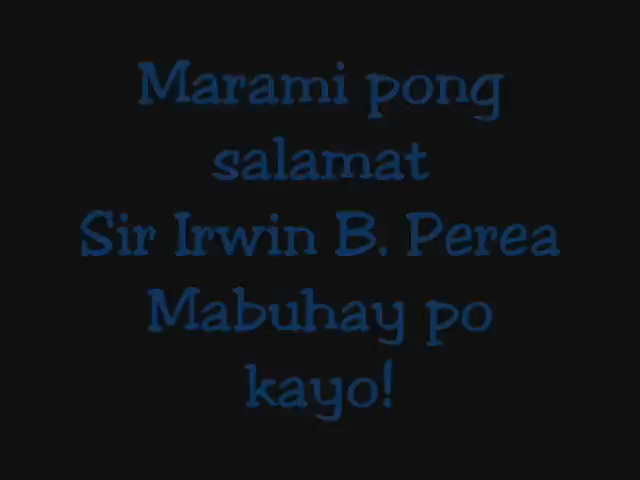 Marami pong
salamat
Sir Irwin B. Perea
Mabuhay po
kayo!